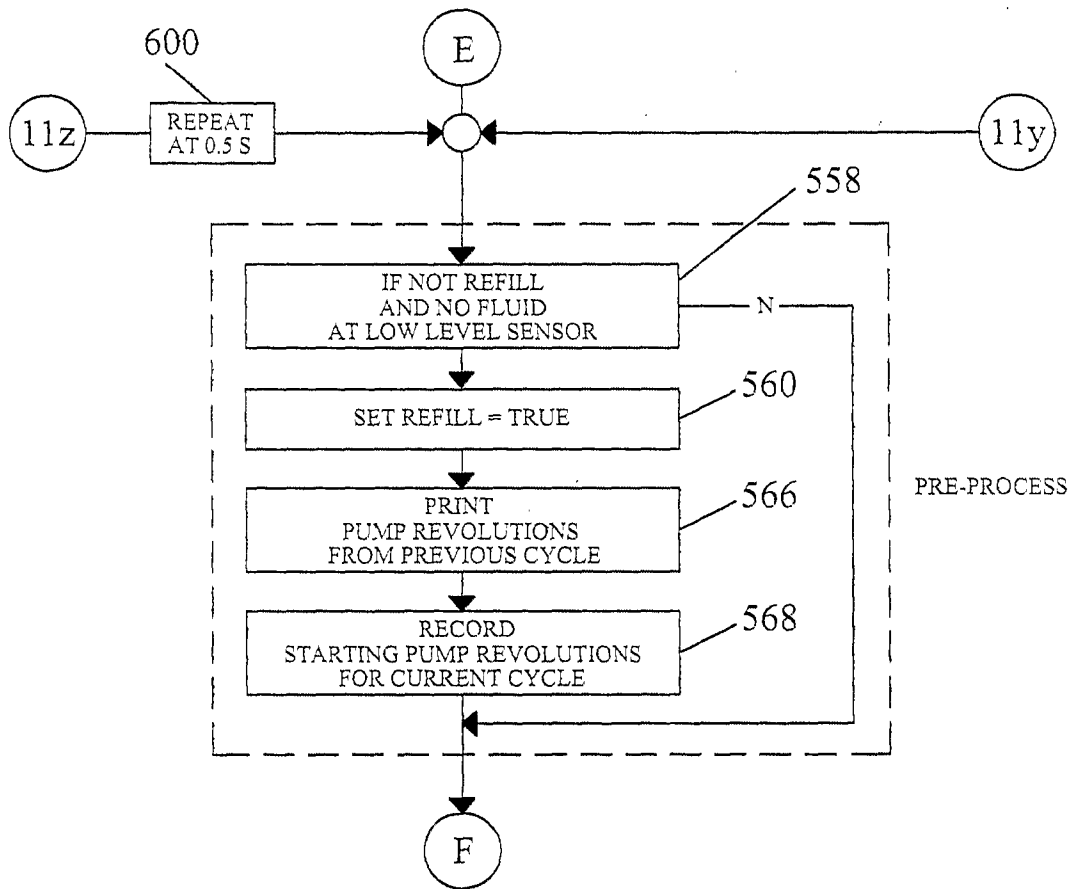 600
E
11z
REPEAT
AT 0.5 S
11y
558
IF NOT REFILL
AND NO FLUID
AT LOW LEVEL SENSOR
N
560
SET REFILL = TRUE
566
PRINT
PUMP REVOLUTIONS
FROM PREVIOUS CYCLE
PRE-PROCESS
568
RECORD
STARTING PUMP REVOLUTIONS
FOR CURRENT CYCLE
F